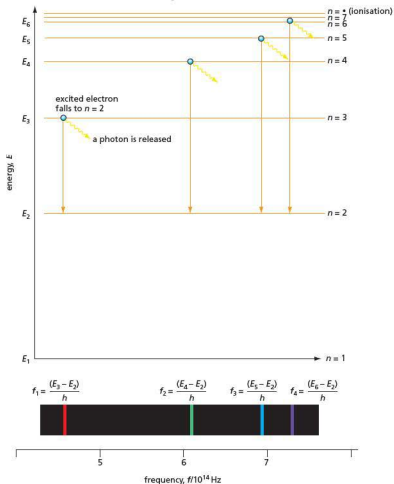 n = • (ionisation)
n = 7
E₆ n = 6
E₅ n = 5
E₄ n = 4
excited electron
falls to n = 2
E₃ n = 3
a photon is released
energy, E
E₂ n = 2
E₁ n = 1
f₁ = (E₃ – E₂) / h f₂ = (E₄ – E₂) / h f₃ = (E₅ – E₂) / h f₄ = (E₆ – E₂) / h
5 6 7
frequency, f/10¹⁴ Hz